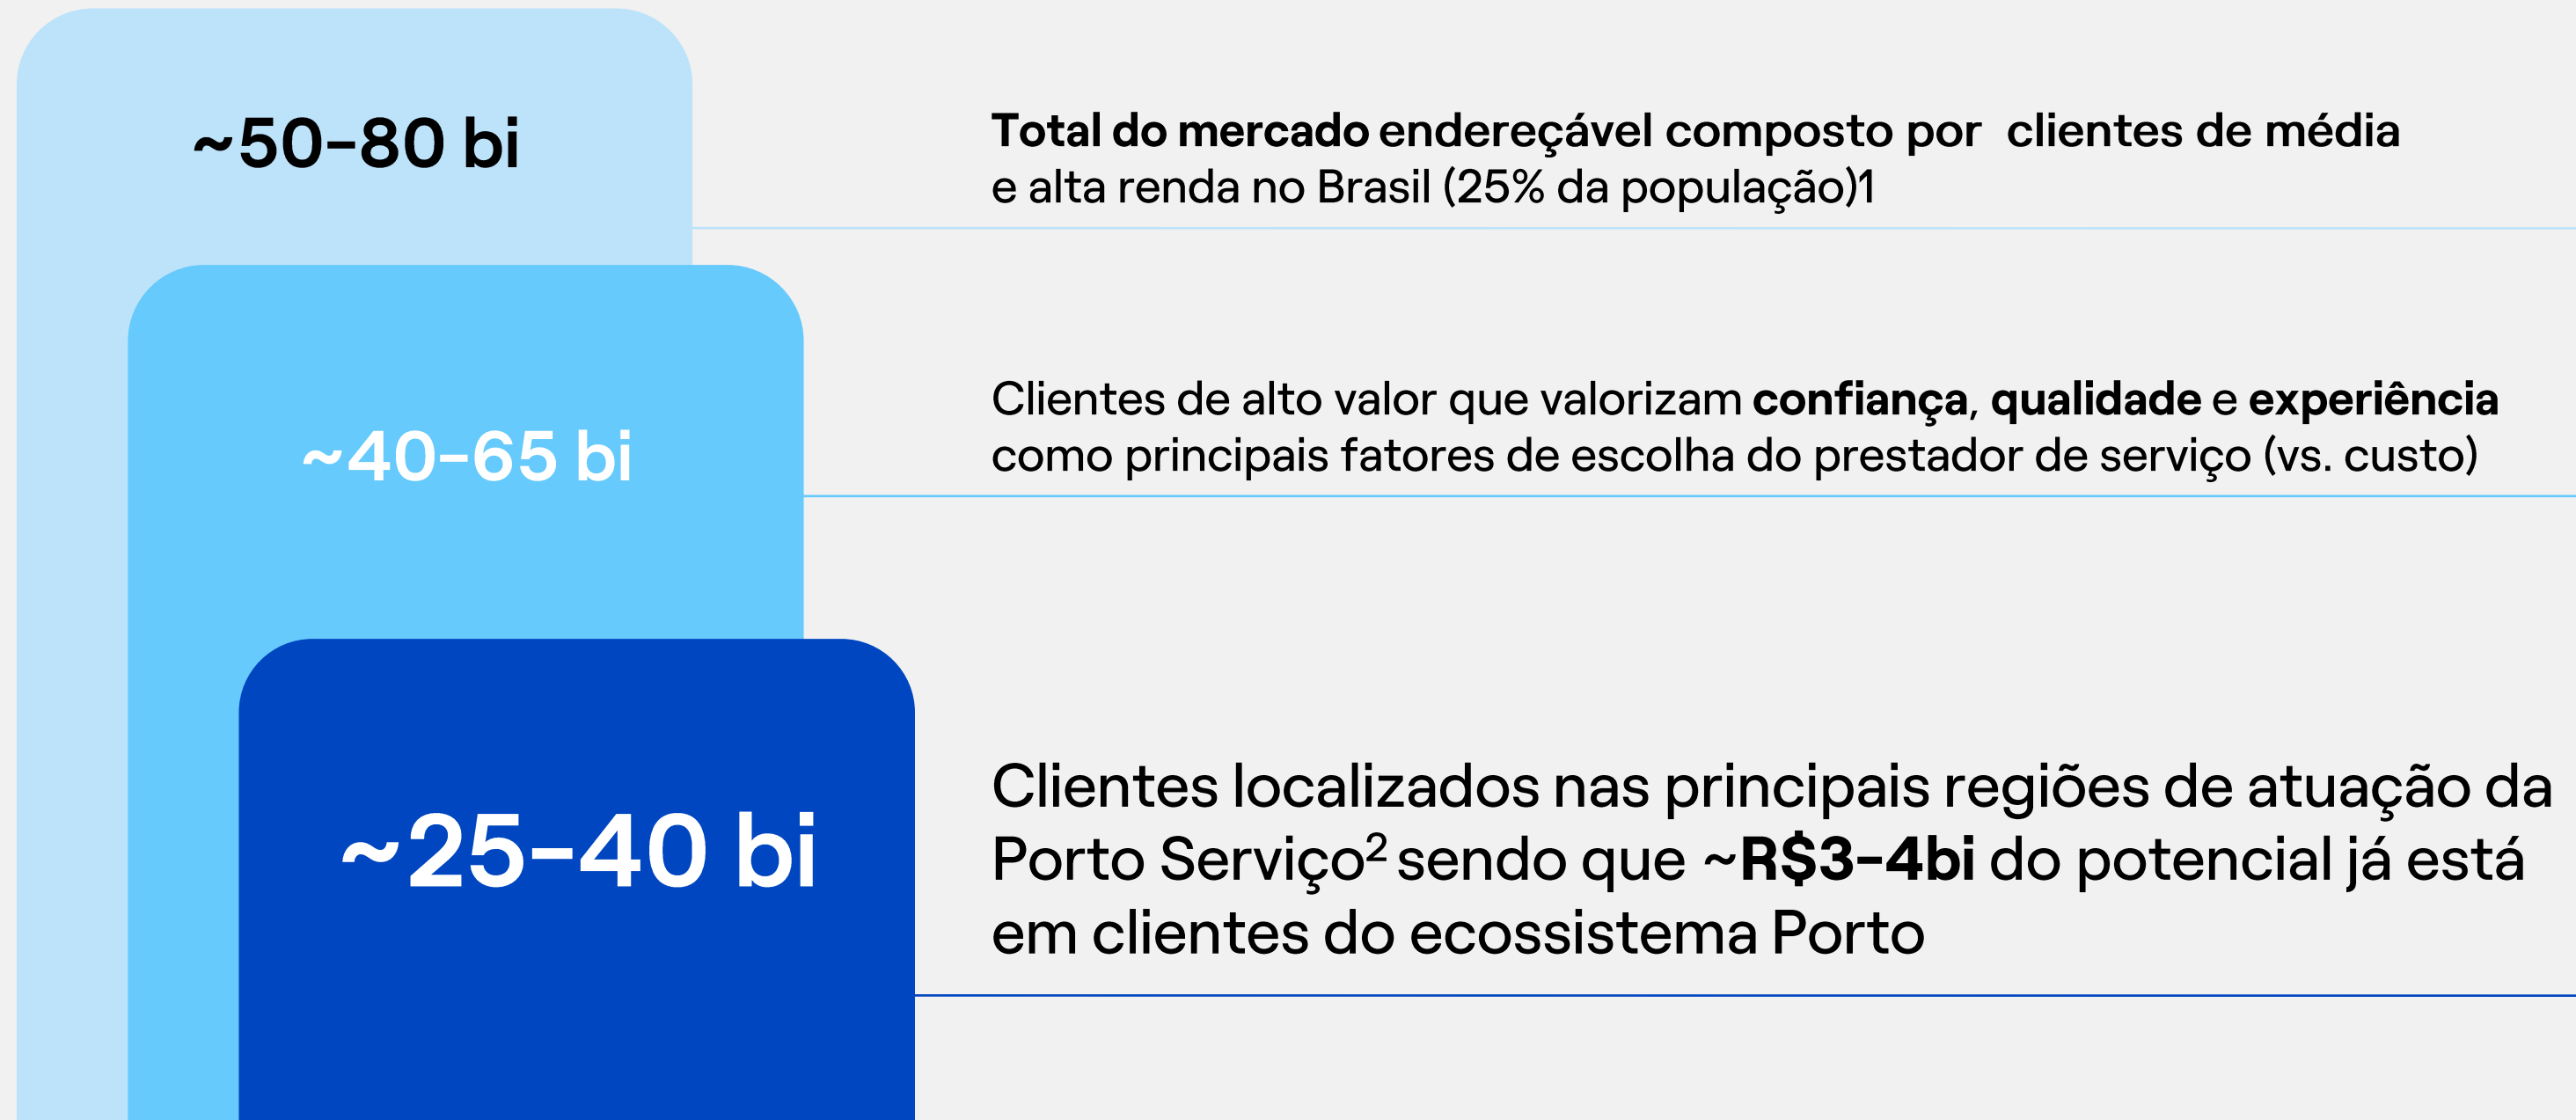 ~50-80 bi
Total do mercado endereçável composto por  clientes de média
e alta renda no Brasil (25% da população)1
~40-65 bi
Clientes de alto valor que valorizam confiança, qualidade e experiência
como principais fatores de escolha do prestador de serviço (vs. custo)
~25-40 bi
Clientes localizados nas principais regiões de atuação da
Porto Serviço² sendo que ~R$3-4bi do potencial já está
em clientes do ecossistema Porto